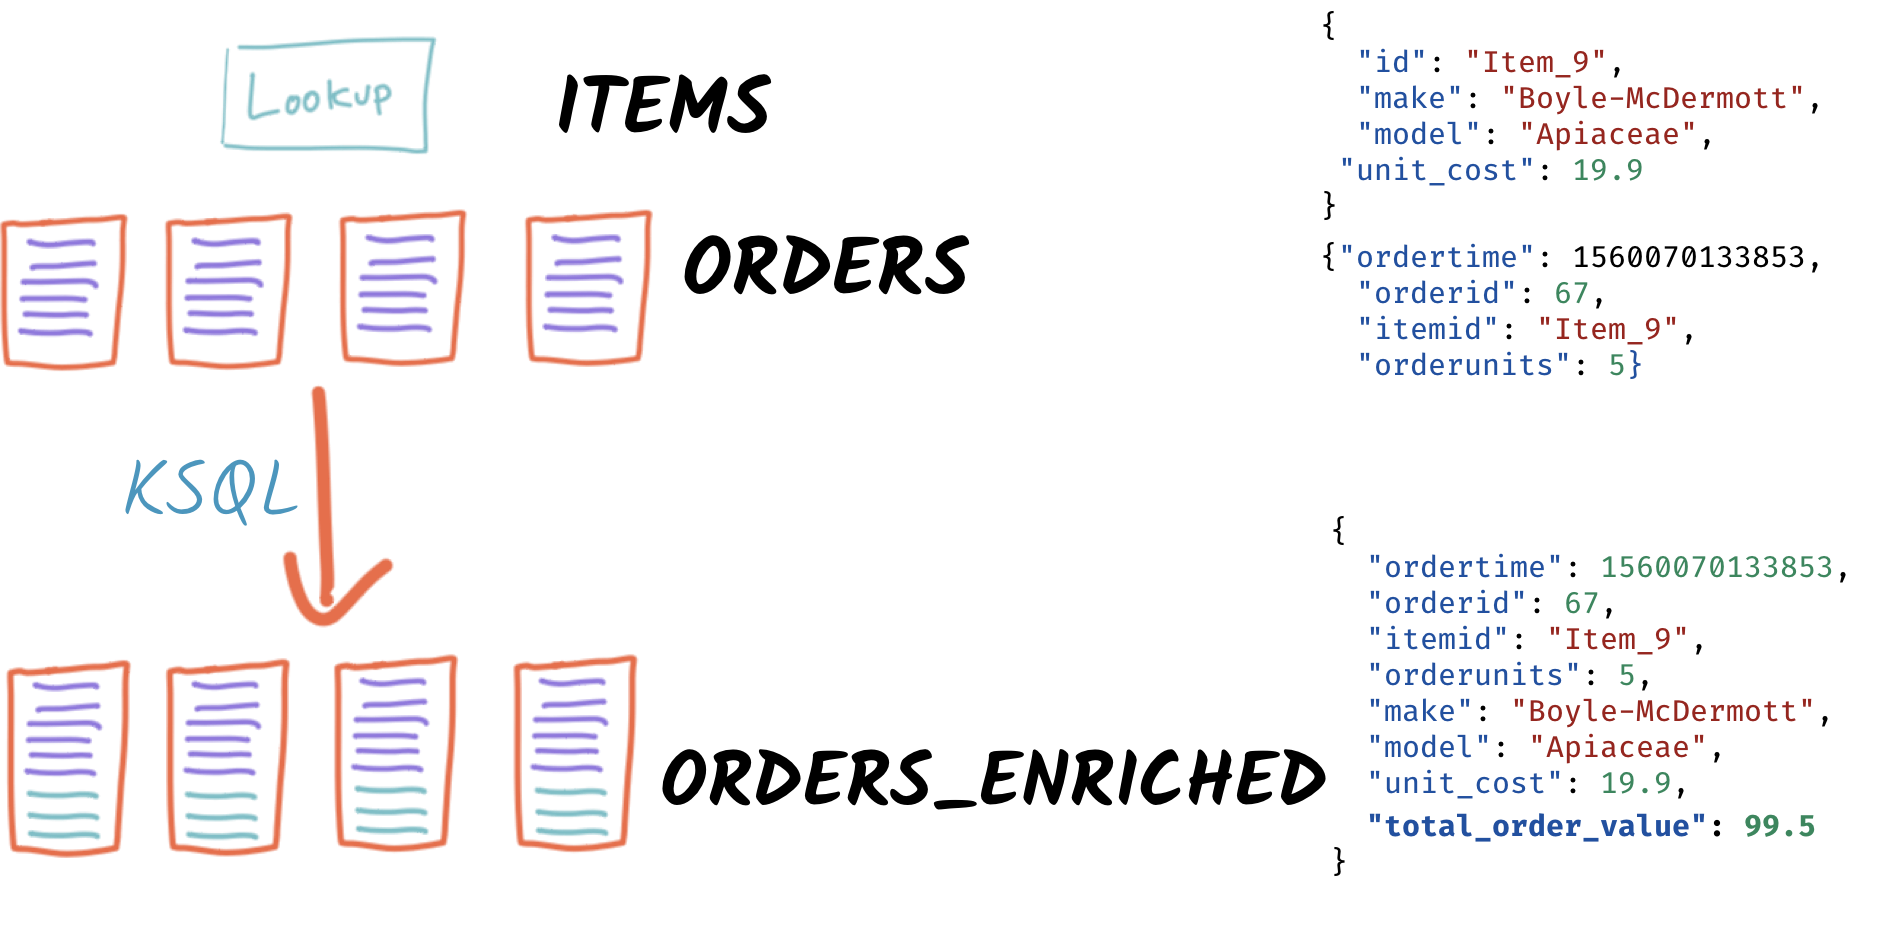 Lookup
ITEMS
{
  "id": "Item_9",
  "make": "Boyle-McDermott",
  "model": "Apiaceae",
 "unit_cost": 19.9
}
ORDERS
{"ordertime": 1560070133853,
  "orderid": 67,
  "itemid": "Item_9",
  "orderunits": 5}
KSQL
ORDERS_ENRICHED
{
  "ordertime": 1560070133853,
  "orderid": 67,
  "itemid": "Item_9",
  "orderunits": 5,
  "make": "Boyle-McDermott",
  "model": "Apiaceae",
  "unit_cost": 19.9,
  "total_order_value": 99.5
}